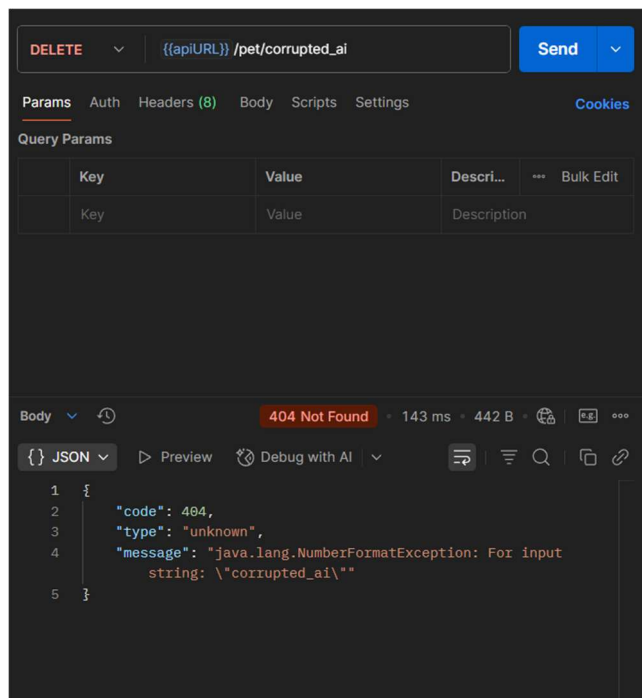 DELETE {{apiURL}} /pet/corrupted_ai Send
Params Auth Headers (8) Body Scripts Settings Cookies
Query Params
Key Value Descri... Bulk Edit
Key Value Description
Body 404 Not Found 143 ms 442 B e.g.
{} JSON Preview Debug with AI
1 {
2 "code": 404,
3 "type": "unknown",
4 "message": "java.lang.NumberFormatException: For input
string: \"corrupted_ai\""
5 }